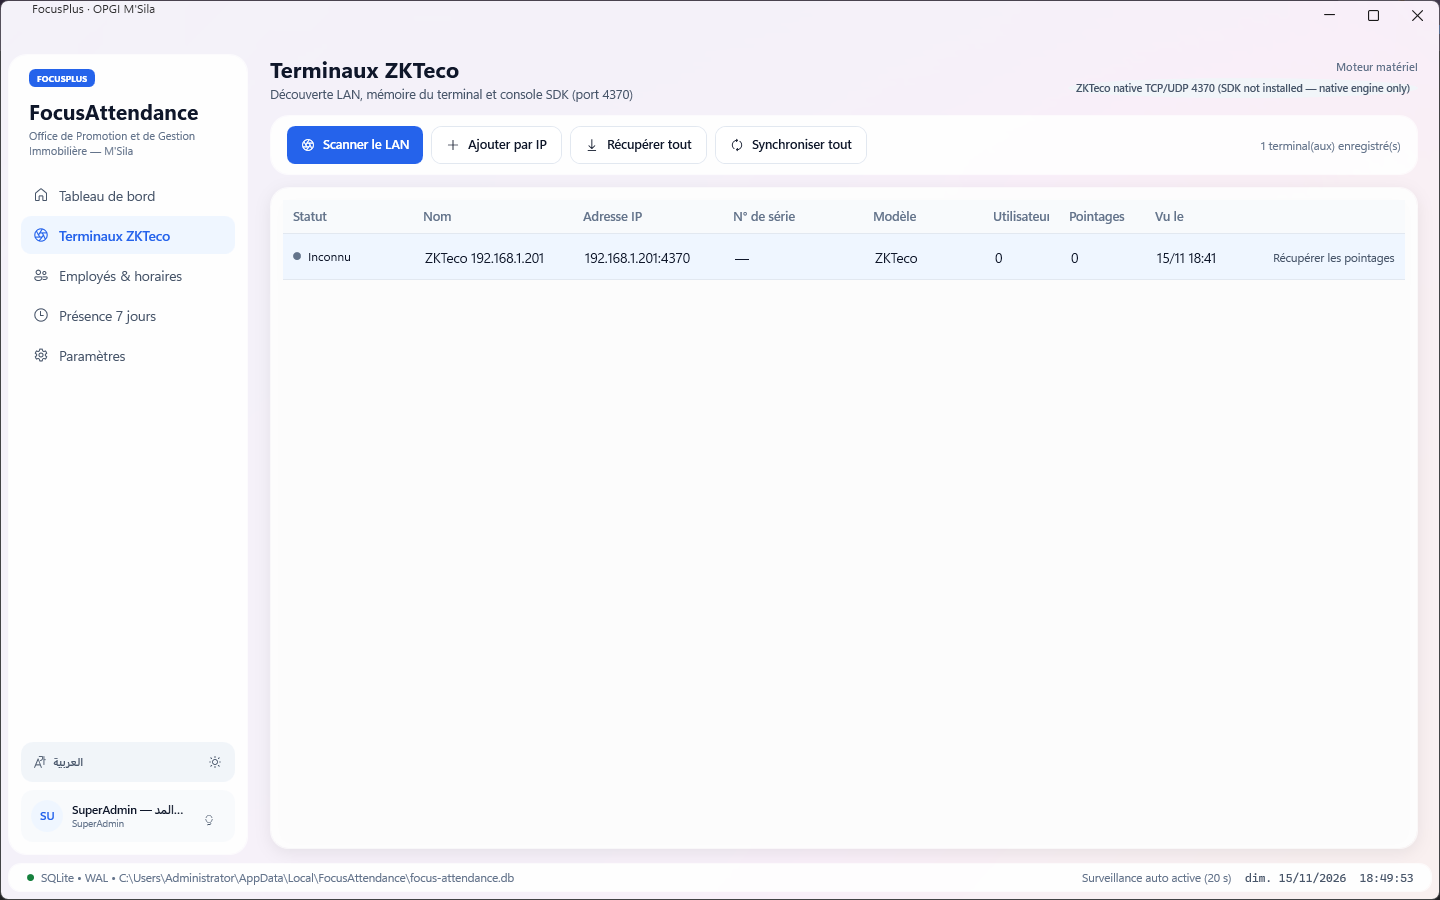 FocusPlus · OPGI M'Sila
FOCUSPLUS
FocusAttendance
Office de Promotion et de Gestion
Immobilière — M'Sila
Tableau de bord
Terminaux ZKTeco
Employés & horaires
Présence 7 jours
Paramètres
العربية
SU
SuperAdmin — المد...
SuperAdmin
Terminaux ZKTeco
Découverte LAN, mémoire du terminal et console SDK (port 4370)
Moteur matériel
ZKTeco native TCP/UDP 4370 (SDK not installed — native engine only)
Scanner le LAN
Ajouter par IP
Récupérer tout
Synchroniser tout
1 terminal(aux) enregistré(s)
Statut Nom Adresse IP N° de série Modèle Utilisateur Pointages Vu le
Inconnu ZKTeco 192.168.1.201 192.168.1.201:4370 — ZKTeco 0 0 15/11 18:41 Récupérer les pointages
SQLite • WAL • C:\Users\Administrator\AppData\Local\FocusAttendance\focus-attendance.db
Surveillance auto active (20 s) dim. 15/11/2026 18:49:53